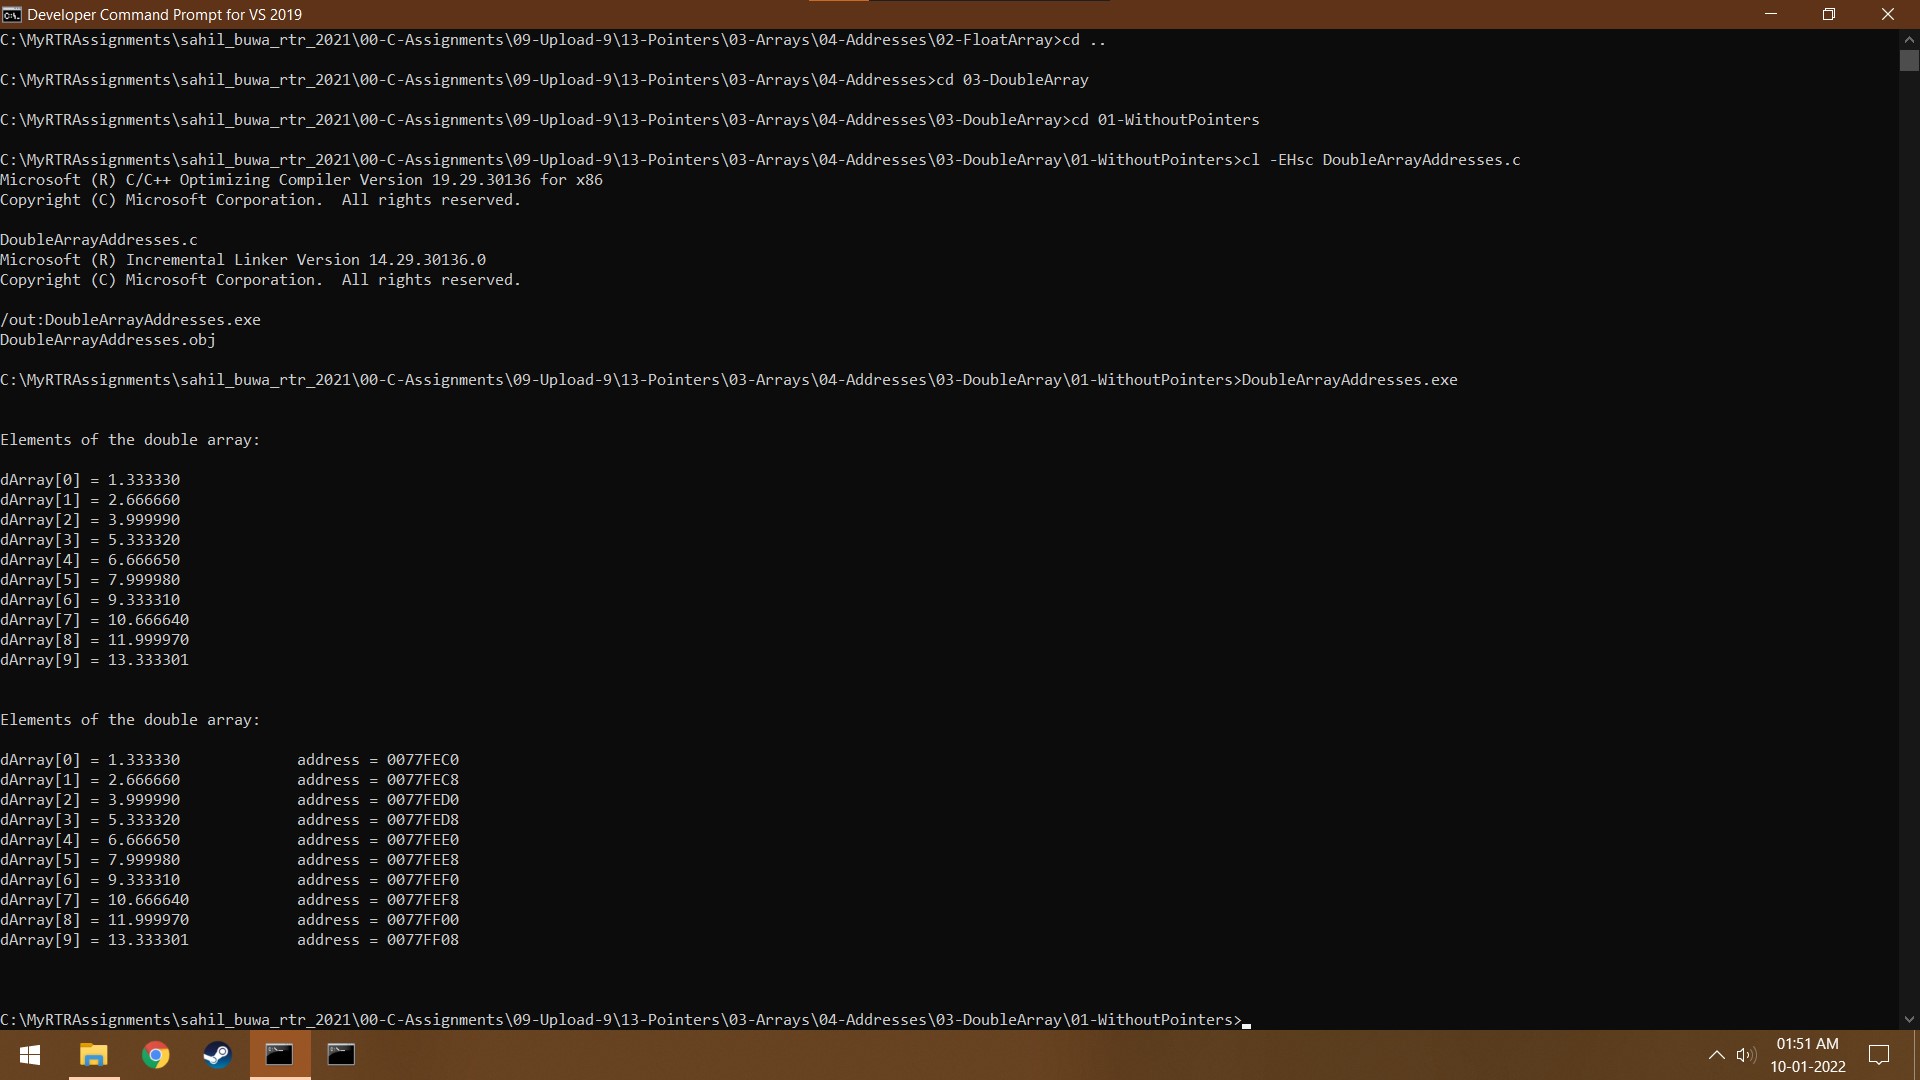 Developer Command Prompt for VS 2019
C:\MyRTRAssignments\sahil_buwa_rtr_2021\00-C-Assignments\09-Upload-9\13-Pointers\03-Arrays\04-Addresses\02-FloatArray>cd ..
C:\MyRTRAssignments\sahil_buwa_rtr_2021\00-C-Assignments\09-Upload-9\13-Pointers\03-Arrays\04-Addresses>cd 03-DoubleArray
C:\MyRTRAssignments\sahil_buwa_rtr_2021\00-C-Assignments\09-Upload-9\13-Pointers\03-Arrays\04-Addresses\03-DoubleArray>cd 01-WithoutPointers
C:\MyRTRAssignments\sahil_buwa_rtr_2021\00-C-Assignments\09-Upload-9\13-Pointers\03-Arrays\04-Addresses\03-DoubleArray\01-WithoutPointers>cl -EHsc DoubleArrayAddresses.c
Microsoft (R) C/C++ Optimizing Compiler Version 19.29.30136 for x86
Copyright (C) Microsoft Corporation.  All rights reserved.
DoubleArrayAddresses.c
Microsoft (R) Incremental Linker Version 14.29.30136.0
Copyright (C) Microsoft Corporation.  All rights reserved.
/out:DoubleArrayAddresses.exe
DoubleArrayAddresses.obj
C:\MyRTRAssignments\sahil_buwa_rtr_2021\00-C-Assignments\09-Upload-9\13-Pointers\03-Arrays\04-Addresses\03-DoubleArray\01-WithoutPointers>DoubleArrayAddresses.exe
Elements of the double array:
dArray[0] = 1.333330
dArray[1] = 2.666660
dArray[2] = 3.999990
dArray[3] = 5.333320
dArray[4] = 6.666650
dArray[5] = 7.999980
dArray[6] = 9.333310
dArray[7] = 10.666640
dArray[8] = 11.999970
dArray[9] = 13.333301
Elements of the double array:
dArray[0] = 1.333330 address = 0077FEC0
dArray[1] = 2.666660 address = 0077FEC8
dArray[2] = 3.999990 address = 0077FED0
dArray[3] = 5.333320 address = 0077FED8
dArray[4] = 6.666650 address = 0077FEE0
dArray[5] = 7.999980 address = 0077FEE8
dArray[6] = 9.333310 address = 0077FEF0
dArray[7] = 10.666640 address = 0077FEF8
dArray[8] = 11.999970 address = 0077FF00
dArray[9] = 13.333301 address = 0077FF08
C:\MyRTRAssignments\sahil_buwa_rtr_2021\00-C-Assignments\09-Upload-9\13-Pointers\03-Arrays\04-Addresses\03-DoubleArray\01-WithoutPointers>
01:51 AM
10-01-2022